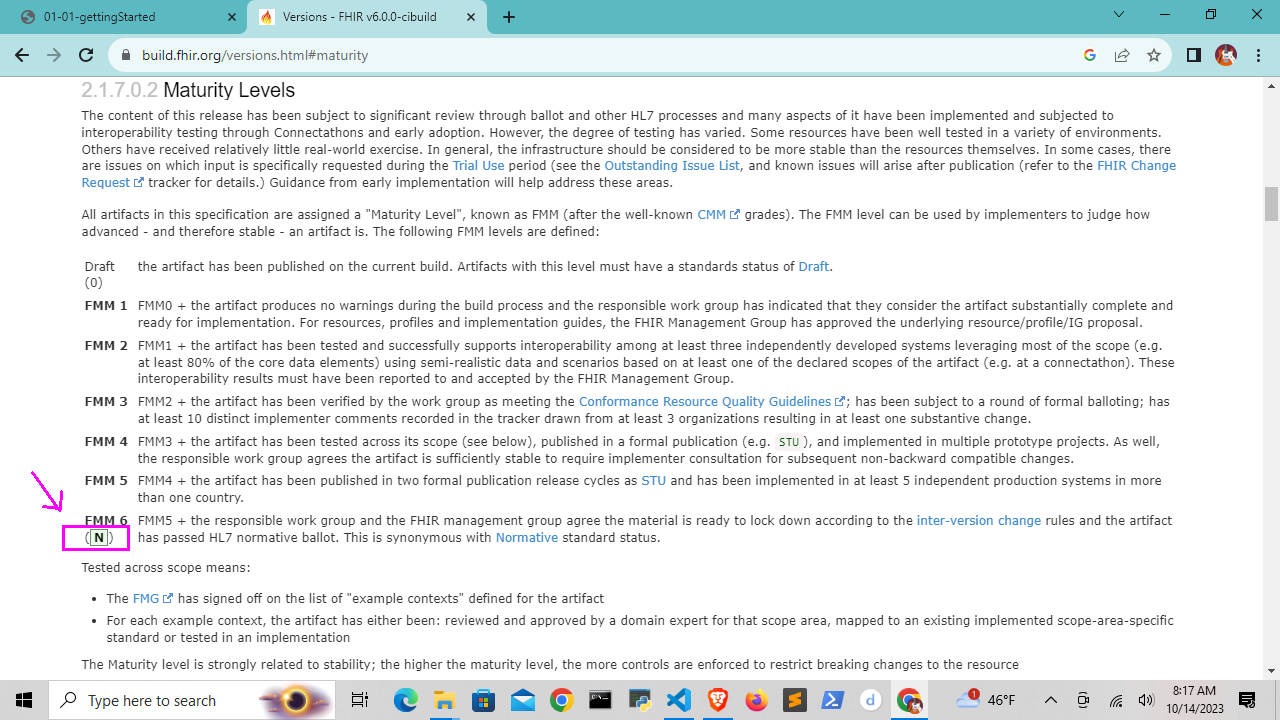 01-01-gettingStarted
Versions - FHIR v6.0.0-cibuild
build.fhir.org/versions.html#maturity
2.1.7.0.2 Maturity Levels
The content of this release has been subject to significant review through ballot and other HL7 processes and many aspects of it have been implemented and subjected to
interoperability testing through Connectathons and early adoption. However, the degree of testing has varied. Some resources have been well tested in a variety of environments.
Others have received relatively little real-world exercise. In general, the infrastructure should be considered to be more stable than the resources themselves. In some cases, there
are issues on which input is specifically requested during the Trial Use period (see the Outstanding Issue List, and known issues will arise after publication (refer to the FHIR Change
Request tracker for details.) Guidance from early implementation will help address these areas.
All artifacts in this specification are assigned a "Maturity Level", known as FMM (after the well-known CMM grades). The FMM level can be used by implementers to judge how
advanced - and therefore stable - an artifact is. The following FMM levels are defined:
Draft the artifact has been published on the current build. Artifacts with this level must have a standards status of Draft.
(0)
FMM 1 FMM0 + the artifact produces no warnings during the build process and the responsible work group has indicated that they consider the artifact substantially complete and
ready for implementation. For resources, profiles and implementation guides, the FHIR Management Group has approved the underlying resource/profile/IG proposal.
FMM 2 FMM1 + the artifact has been tested and successfully supports interoperability among at least three independently developed systems leveraging most of the scope (e.g.
at least 80% of the core data elements) using semi-realistic data and scenarios based on at least one of the declared scopes of the artifact (e.g. at a connectathon). These
interoperability results must have been reported to and accepted by the FHIR Management Group.
FMM 3 FMM2 + the artifact has been verified by the work group as meeting the Conformance Resource Quality Guidelines; has been subject to a round of formal balloting; has
at least 10 distinct implementer comments recorded in the tracker drawn from at least 3 organizations resulting in at least one substantive change.
FMM 4 FMM3 + the artifact has been tested across its scope (see below), published in a formal publication (e.g. STU), and implemented in multiple prototype projects. As well,
the responsible work group agrees the artifact is sufficiently stable to require implementer consultation for subsequent non-backward compatible changes.
FMM 5 FMM4 + the artifact has been published in two formal publication release cycles as STU and has been implemented in at least 5 independent production systems in more
than one country.
FMM 6 FMM5 + the responsible work group and the FHIR management group agree the material is ready to lock down according to the inter-version change rules and the artifact
(N) has passed HL7 normative ballot. This is synonymous with Normative standard status.
Tested across scope means:
• The FMG has signed off on the list of "example contexts" defined for the artifact
• For each example context, the artifact has either been: reviewed and approved by a domain expert for that scope area, mapped to an existing implemented scope-area-specific
standard or tested in an implementation
The Maturity level is strongly related to stability; the higher the maturity level, the more controls are enforced to restrict breaking changes to the resource
Type here to search
1
46°F
8:17 AM
10/14/2023